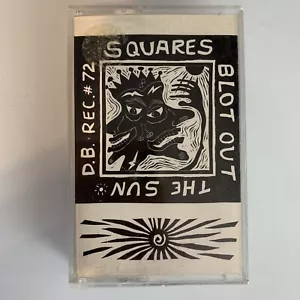 SQUARES
BLOT OUT
THE SUN
D.B. REC. # 72